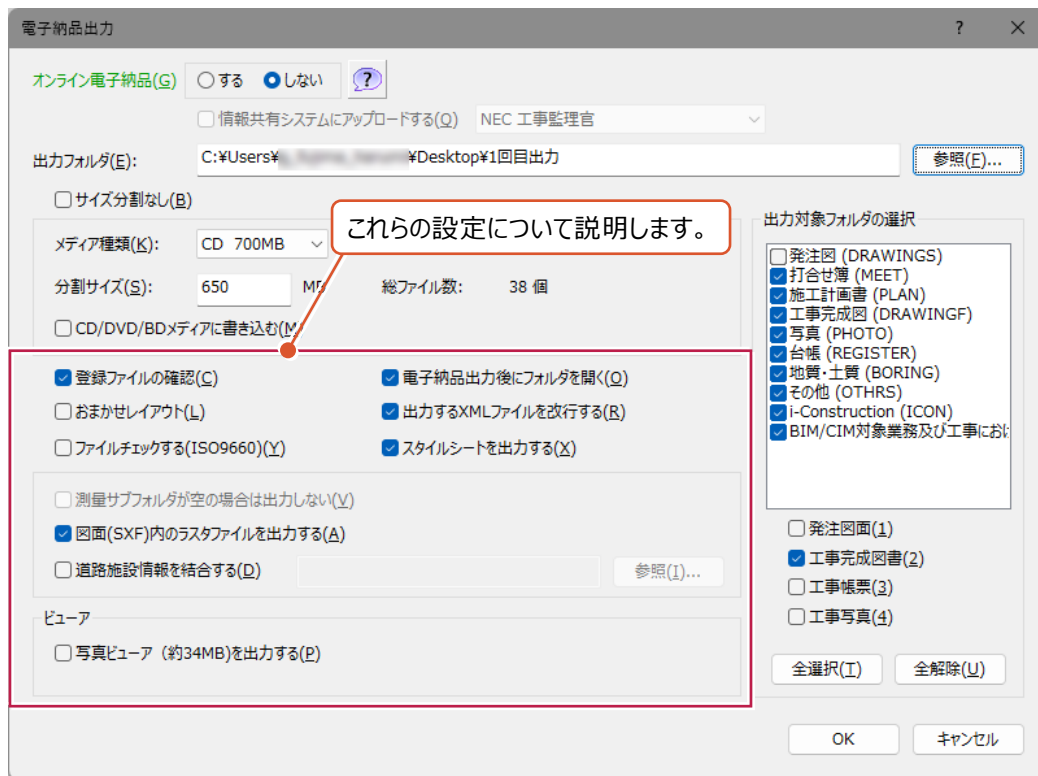 電子納品出力 ? ×
オンライン電子納品(G) する しない ?
情報共有システムにアップロードする(Q) NEC 工事監理官
出力フォルダ(E): C:¥Users¥ ¥Desktop¥1回目出力 参照(F)...
サイズ分割なし(B)
これらの設定について説明します。
メディア種類(K): CD 700MB
分割サイズ(S): 650 総ファイル数: 38 個
CD/DVD/BDメディアに書き込む(M
登録ファイルの確認(C) 電子納品出力後にフォルダを開く(O)
おまかせレイアウト(L) 出力するXMLファイルを改行する(R)
ファイルチェックする(ISO9660)(Y) スタイルシートを出力する(X)
測量サブフォルダが空の場合は出力しない(V)
図面(SXF)内のラスタファイルを出力する(A)
道路施設情報を結合する(D) 参照(I)...
ビューア
写真ビューア（約34MB)を出力する(P)
出力対象フォルダの選択
発注図 (DRAWINGS)
打合せ簿 (MEET)
施工計画書 (PLAN)
工事完成図 (DRAWINGF)
写真 (PHOTO)
台帳 (REGISTER)
地質・土質 (BORING)
その他 (OTHRS)
i-Construction (ICON)
BIM/CIM対象業務及び工事にお
発注図面(1)
工事完成図書(2)
工事帳票(3)
工事写真(4)
全選択(T) 全解除(U)
OK キャンセル